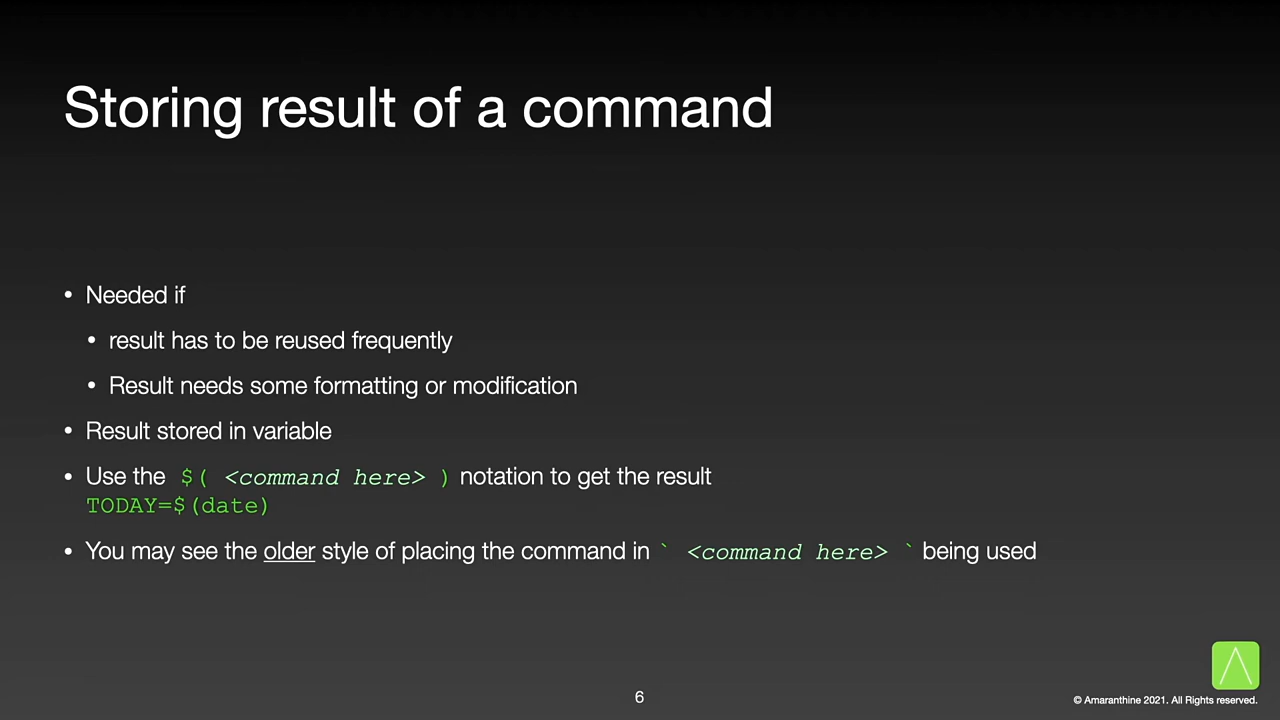 Storing result of a command
• Needed if
• result has to be reused frequently
• Result needs some formatting or modification
• Result stored in variable
• Use the $( <command here> ) notation to get the result
TODAY=$(date)
• You may see the older style of placing the command in ` <command here> ` being used
6
© Amaranthine 2021. All Rights reserved.